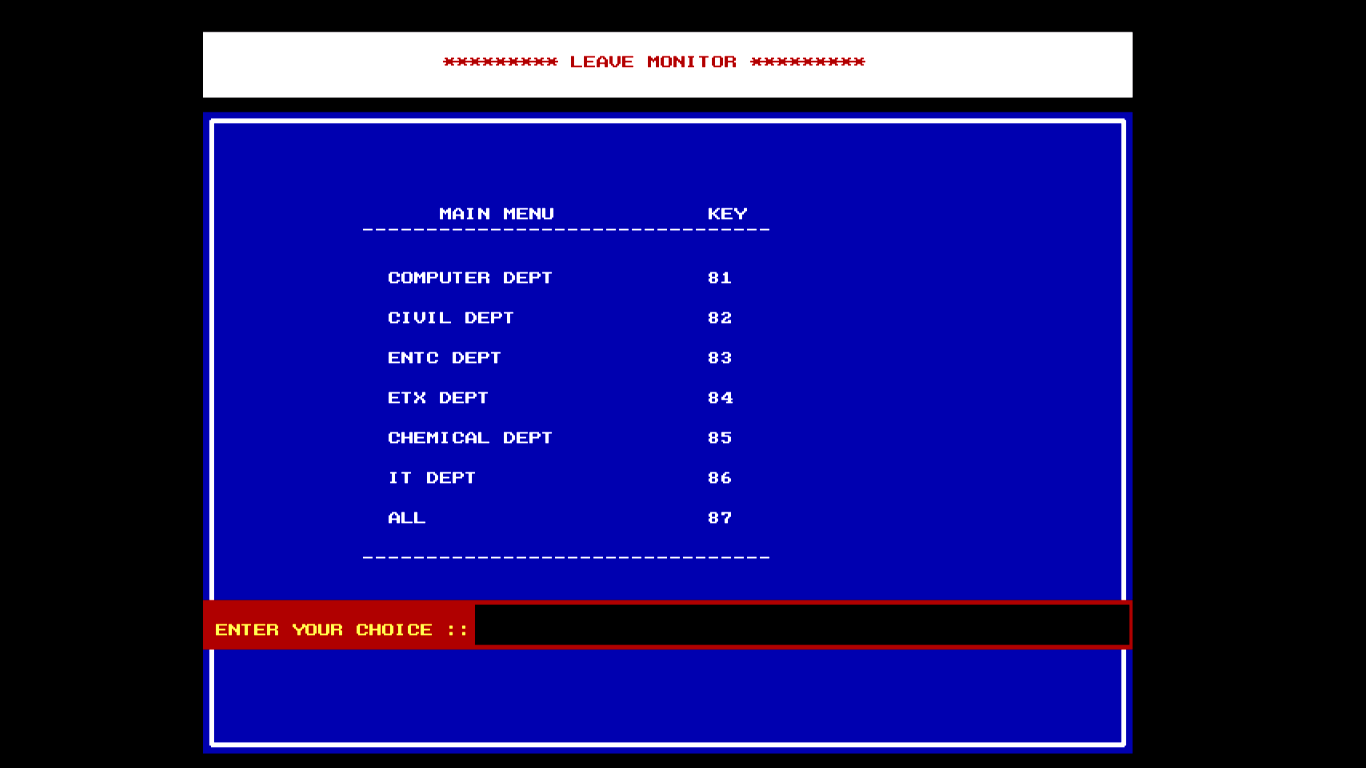 ********* LEAVE MONITOR *********
MAIN MENU KEY
--------------------------------
COMPUTER DEPT 81
CIVIL DEPT 82
ENTC DEPT 83
ETX DEPT 84
CHEMICAL DEPT 85
IT DEPT 86
ALL 87
--------------------------------
ENTER YOUR CHOICE ::